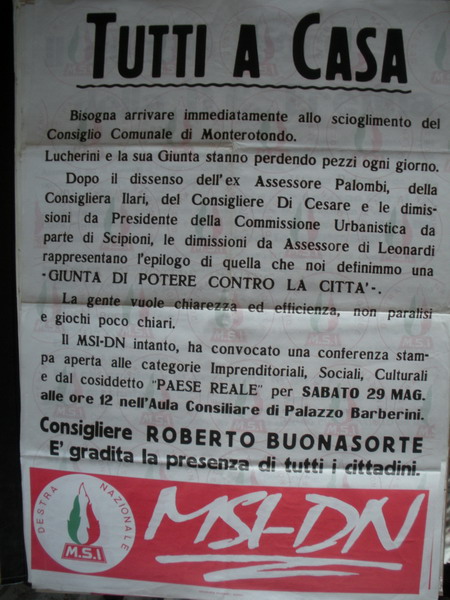 TUTTI A CASA
Bisogna arrivare immediatamente allo scioglimento del
Consiglio Comunale di Monterotondo.
Lucherini e la sua Giunta stanno perdendo pezzi ogni giorno.
Dopo il dissenso dell'ex Assessore Palombi, della
Consigliera Ilari, del Consigliere Di Cesare e le dimis-
sioni da Presidente della Commissione Urbanistica da
parte di Scipioni, le dimissioni da Assessore di Leonardi
rappresentano l'epilogo di quella che noi definimmo una
-GIUNTA DI POTERE CONTRO LA CITTA'-.
La gente vuole chiarezza ed efficienza, non paralisi
e giochi poco chiari.
Il MSI-DN intanto, ha convocato una conferenza stam-
pa aperta alle categorie Imprenditoriali, Sociali, Culturali
e dal cosiddetto "PAESE REALE" per SABATO 29 MAG.
alle ore 12 nell'Aula Consiliare di Palazzo Barberini.
Consigliere ROBERTO BUONASORTE
E' gradita la presenza di tutti i cittadini.
DESTRA NAZIONALE
M.S.I
MSI-DN